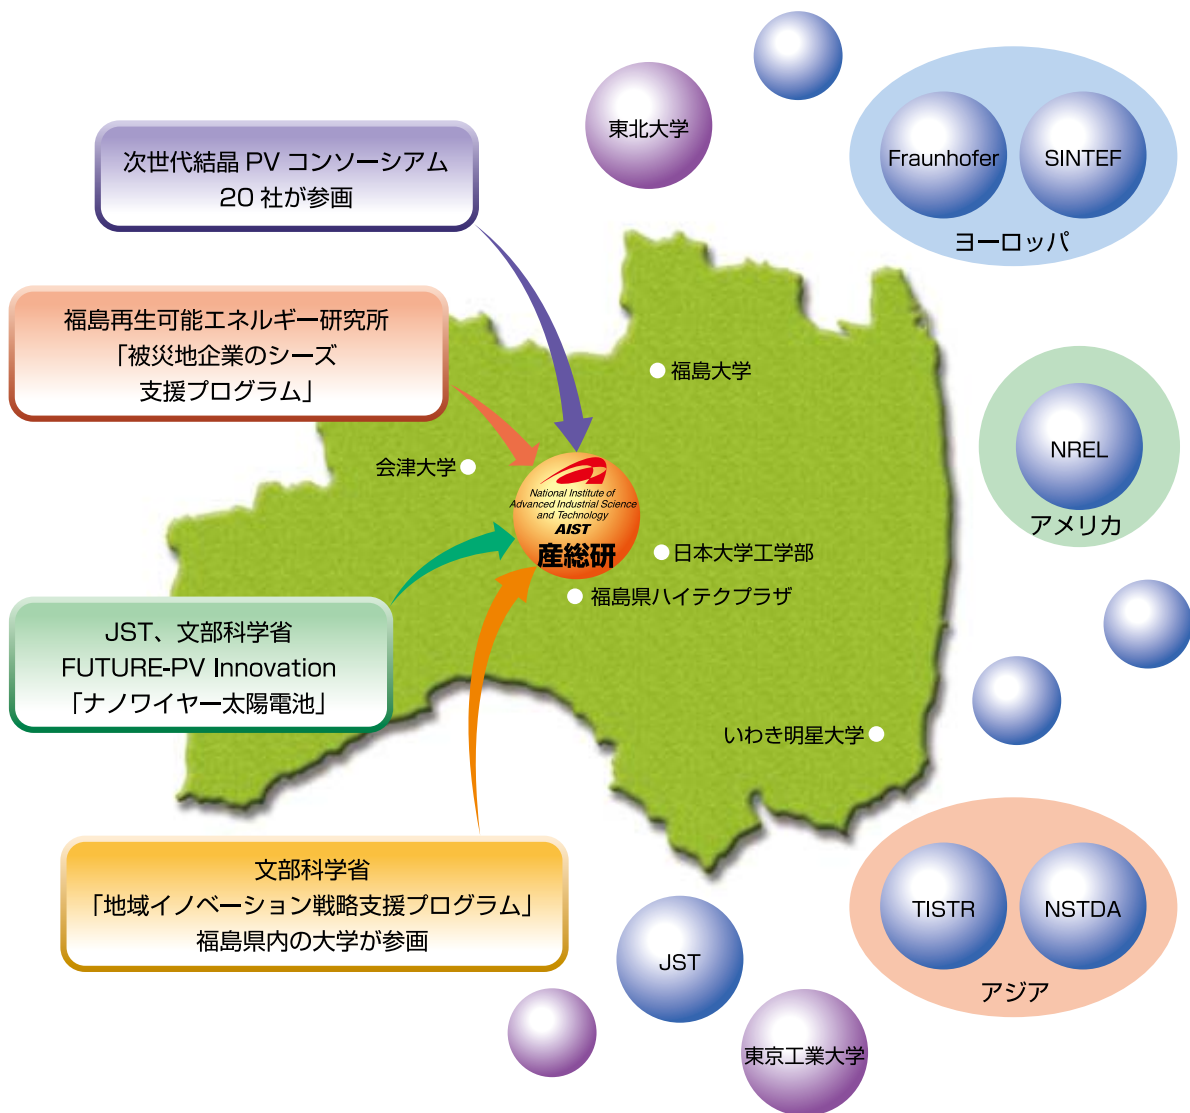 東北大学
Fraunhofer
SINTEF
ヨーロッパ
次世代結晶 PV コンソーシアム
20 社が参画
福島再生可能エネルギー研究所
「被災地企業のシーズ
支援プログラム」
福島大学
会津大学
National Institute of
Advanced Industrial Science
and Technology
AIST
産総研
日本大学工学部
福島県ハイテクプラザ
NREL
アメリカ
JST、文部科学省
FUTURE-PV Innovation
「ナノワイヤー太陽電池」
いわき明星大学
文部科学省
「地域イノベーション戦略支援プログラム」
福島県内の大学が参画
TISTR
NSTDA
アジア
JST
東京工業大学